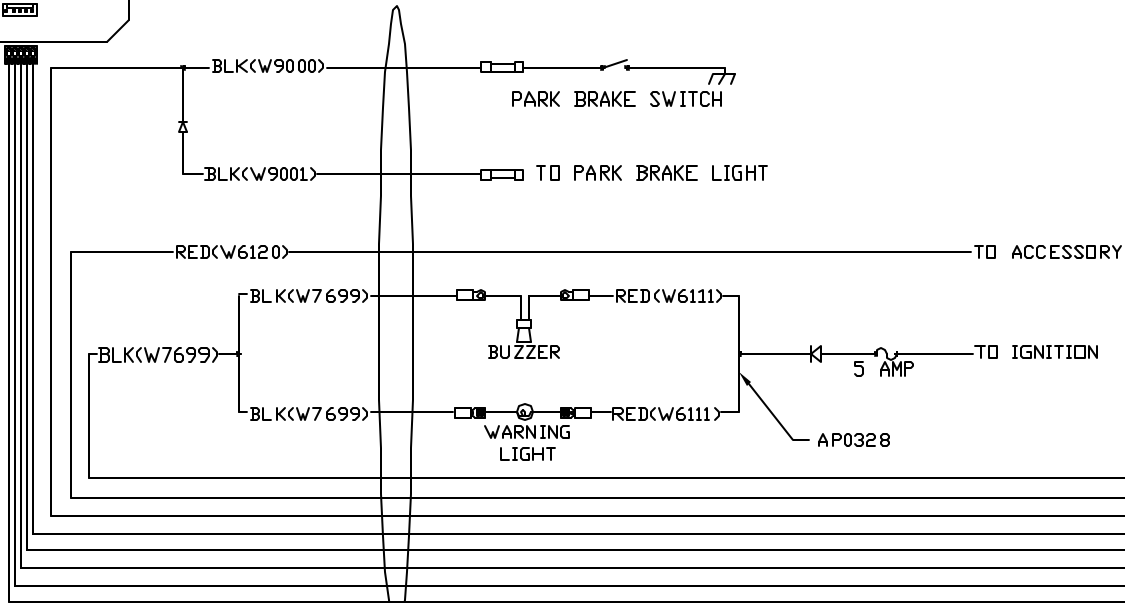 BLK(W9000)
PARK BRAKE SWITCH
BLK(W9001)
TO PARK BRAKE LIGHT
RED(W6120)
TO ACCESSORY
BLK(W7699)
RED(W6111)
BUZZER
BLK(W7699)
TO IGNITION
5 AMP
BLK(W7699)
RED(W6111)
WARNING
LIGHT
AP0328